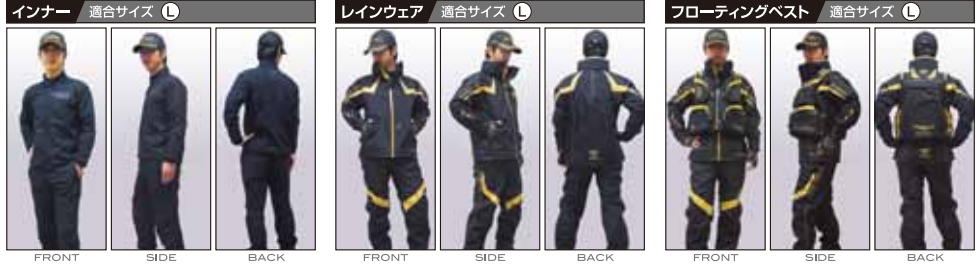 インナー 適合サイズ Ⓛ
レインウェア 適合サイズ Ⓛ
フローティングベスト 適合サイズ Ⓛ
FRONT SIDE BACK
FRONT SIDE BACK
FRONT SIDE BACK